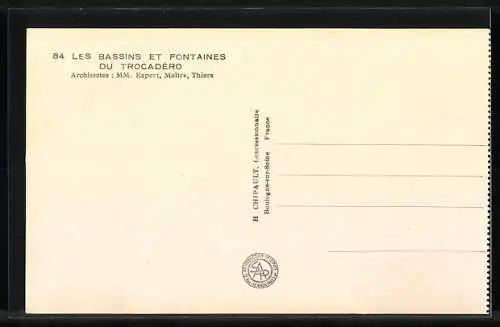 84 LES BASSINS ET FONTAINES
DU TROCADÉRO
Architectes : MM. Expert, Maître, Thiers
H CHIPAULT, Concessionnaire
Boulogne-sur-Seine France